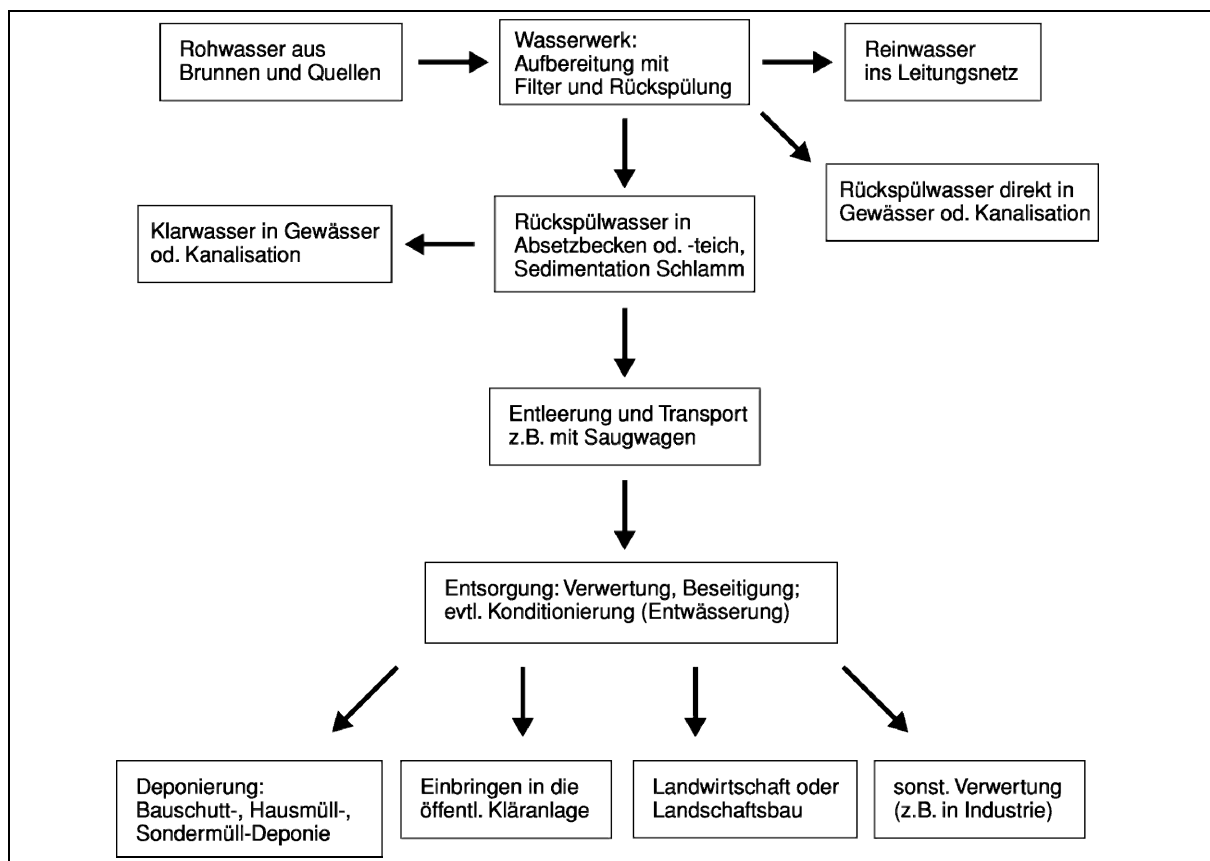 Rohwasser aus
Brunnen und Quellen
Wasserwerk:
Aufbereitung mit
Filter und Rückspülung
Reinwasser
ins Leitungsnetz
Rückspülwasser direkt in
Gewässer od. Kanalisation
Klarwasser in Gewässer
od. Kanalisation
Rückspülwasser in
Absetzbecken od. -teich,
Sedimentation Schlamm
Entleerung und Transport
z.B. mit Saugwagen
Entsorgung: Verwertung, Beseitigung;
evtl. Konditionierung (Entwässerung)
Deponierung:
Bauschutt-, Hausmüll-,
Sondermüll-Deponie
Einbringen in die
öffentl. Kläranlage
Landwirtschaft oder
Landschaftsbau
sonst. Verwertung
(z.B. in Industrie)